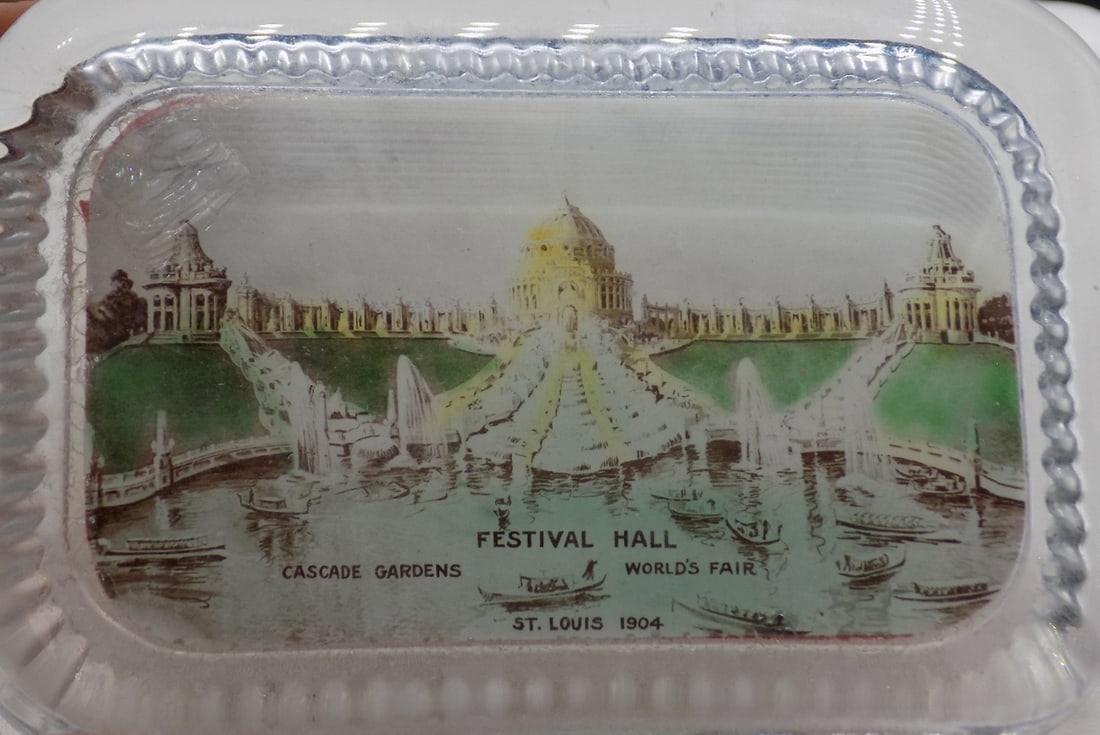 FESTIVAL HALL
CASCADE GARDENS WORLD'S FAIR
ST. LOUIS 1904